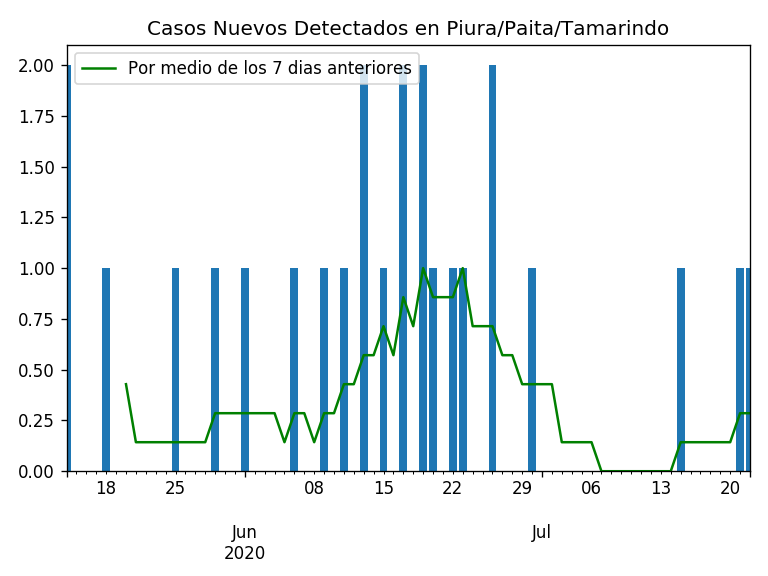 Casos Nuevos Detectados en Piura/Paita/Tamarindo
Por medio de los 7 dias anteriores
2.00
1.75
1.50
1.25
1.00
0.75
0.50
0.25
0.00
18 25 08 15 22 29 06 13 20
Jun Jul
2020